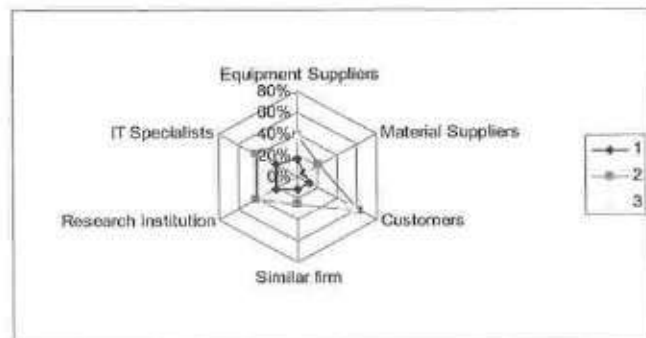 Equipment Suppliers
80%
60%
40%
20%
0%
IT Specialists
Material Suppliers
Research Institution
Customers
Similar firm
1
2
3